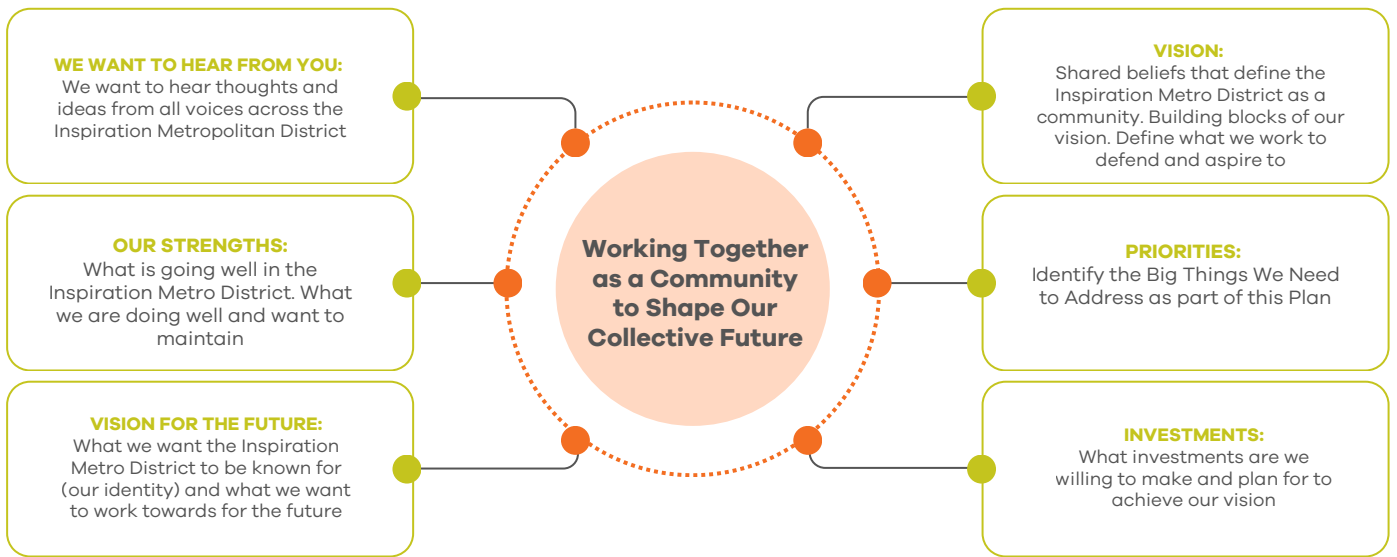 WE WANT TO HEAR FROM YOU:
We want to hear thoughts and
ideas from all voices across the
Inspiration Metropolitan District
OUR STRENGTHS:
What is going well in the
Inspiration Metro District. What
we are doing well and want to
maintain
VISION FOR THE FUTURE:
What we want the Inspiration
Metro District to be known for
(our identity) and what we want
to work towards for the future
Working Together
as a Community
to Shape Our
Collective Future
VISION:
Shared beliefs that define the
Inspiration Metro District as a
community. Building blocks of our
vision. Define what we work to
defend and aspire to
PRIORITIES:
Identify the Big Things We Need
to Address as part of this Plan
INVESTMENTS:
What investments are we
willing to make and plan for to
achieve our vision